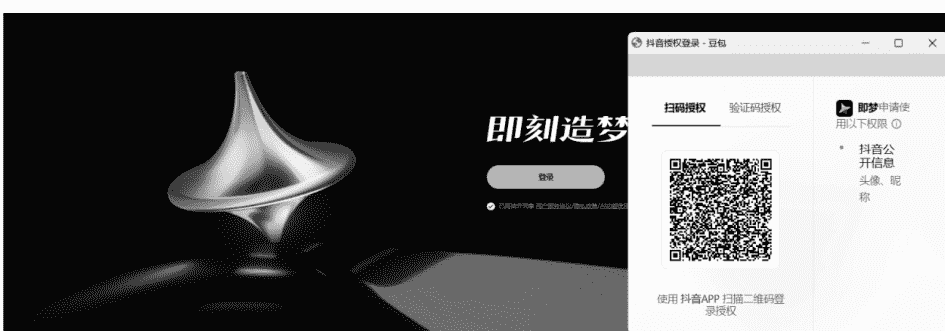 抖音授权登录 - 豆包
即刻造梦
登录
扫码授权
验证码授权
使用 抖音APP 扫描二维码登
录授权
即梦申请使
用以下权限
抖音公
开信息
头像、昵
称